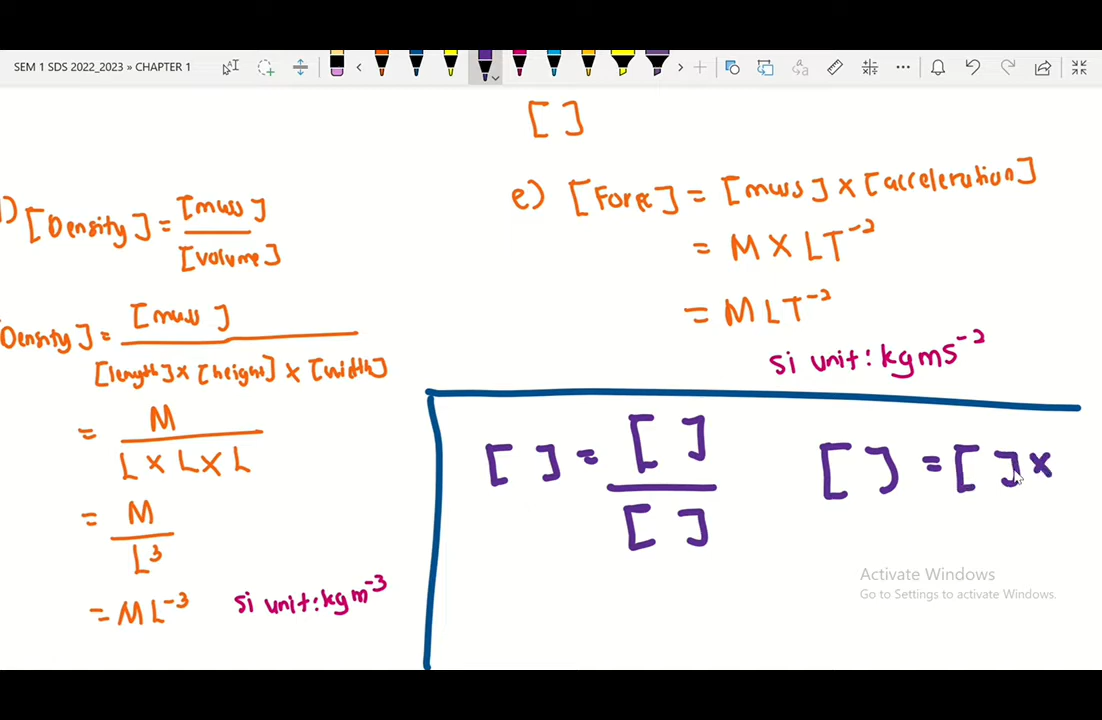 SEM 1 SDS 2022_2023 » CHAPTER 1
[ ]
d) [Density] = [mass] / [volume]
[Density] = [mass] / [length] x [height] x [width]
= M / L x L x L
= M / L³
= ML⁻³ si unit: kgm⁻³
e) [Force] = [mass] x [acceleration]
= M X LT⁻²
= MLT⁻²
si unit: kgms⁻²
[ ] = [ ] / [ ]
[ ] = [ ] x
Activate Windows
Go to Settings to activate Windows.